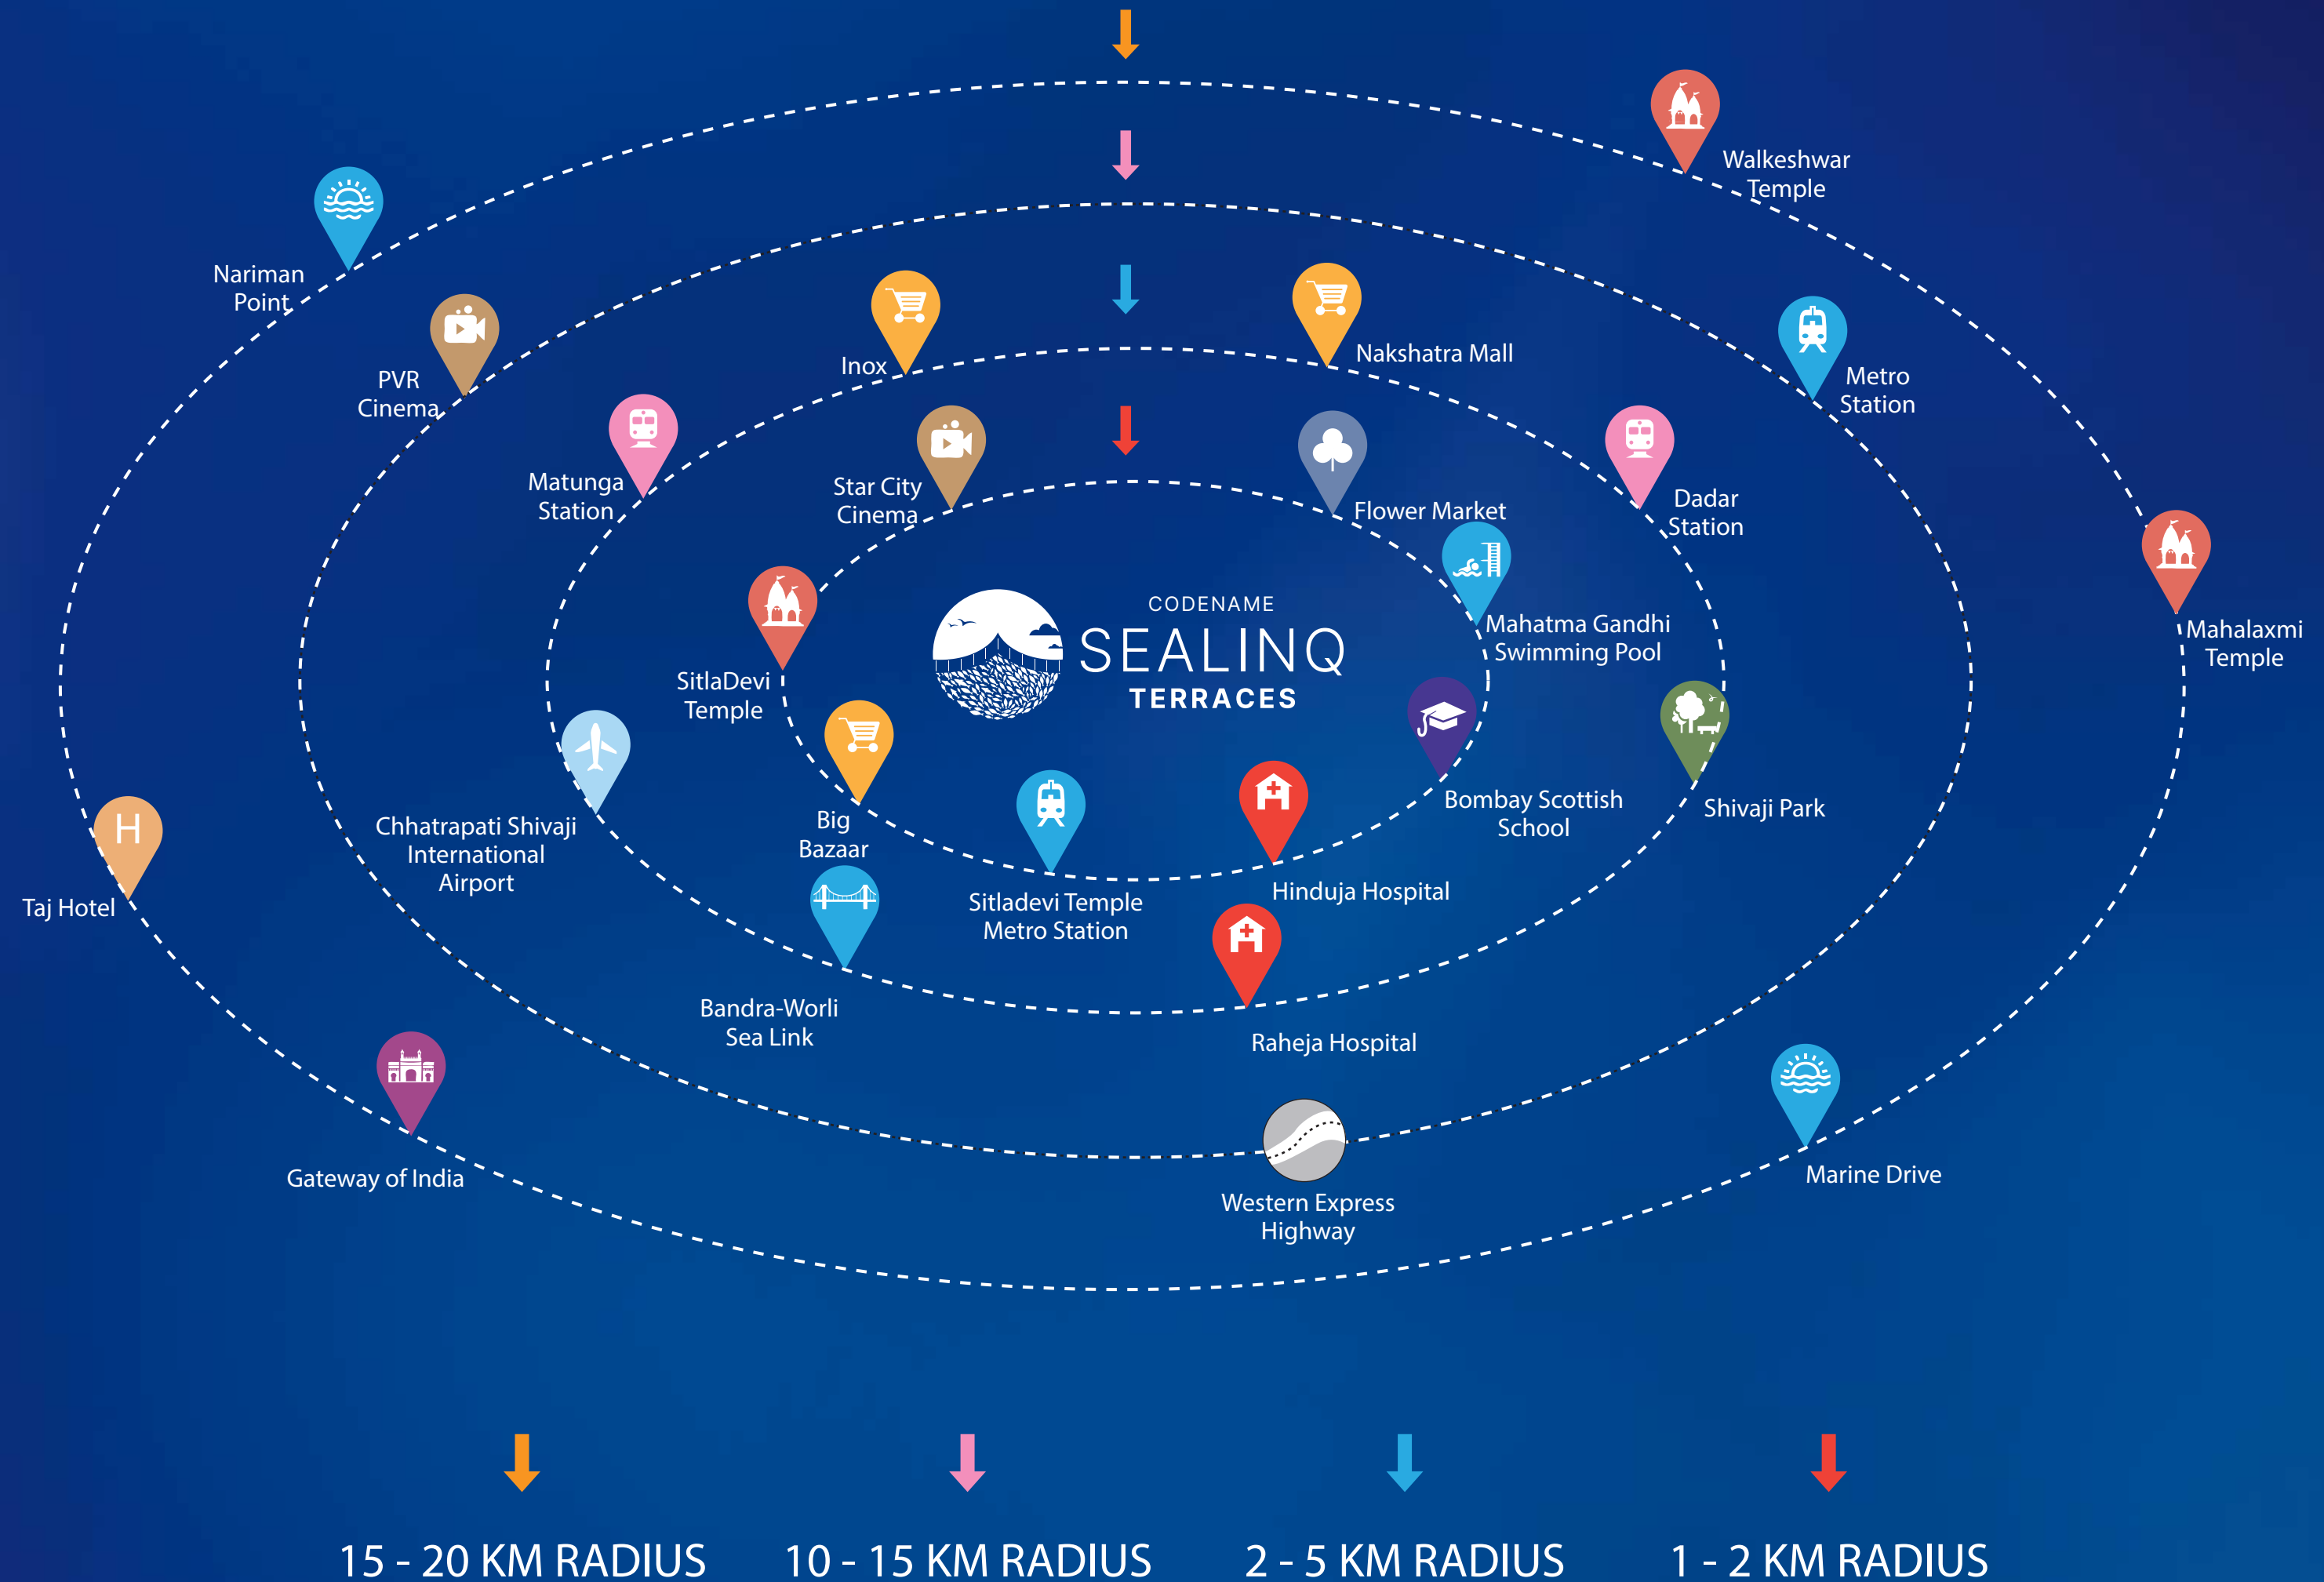 Walkeshwar
Temple
Nariman
Point
Inox
Nakshatra Mall
PVR
Cinema
Metro
Station
Matunga
Station
Star City
Cinema
Flower Market
Dadar
Station
CODENAME
SEALINQ
TERRACES
Mahatma Gandhi
Swimming Pool
Mahalaxmi
Temple
SitlaDevi
Temple
Big
Bazaar
Bombay Scottish
School
Shivaji Park
Chhatrapati Shivaji
International
Airport
H
Taj Hotel
Sitladevi Temple
Metro Station
Hinduja Hospital
Bandra-Worli
Sea Link
Raheja Hospital
Gateway of India
Marine Drive
Western Express
Highway
15 - 20 KM RADIUS
10 - 15 KM RADIUS
2 - 5 KM RADIUS
1 - 2 KM RADIUS